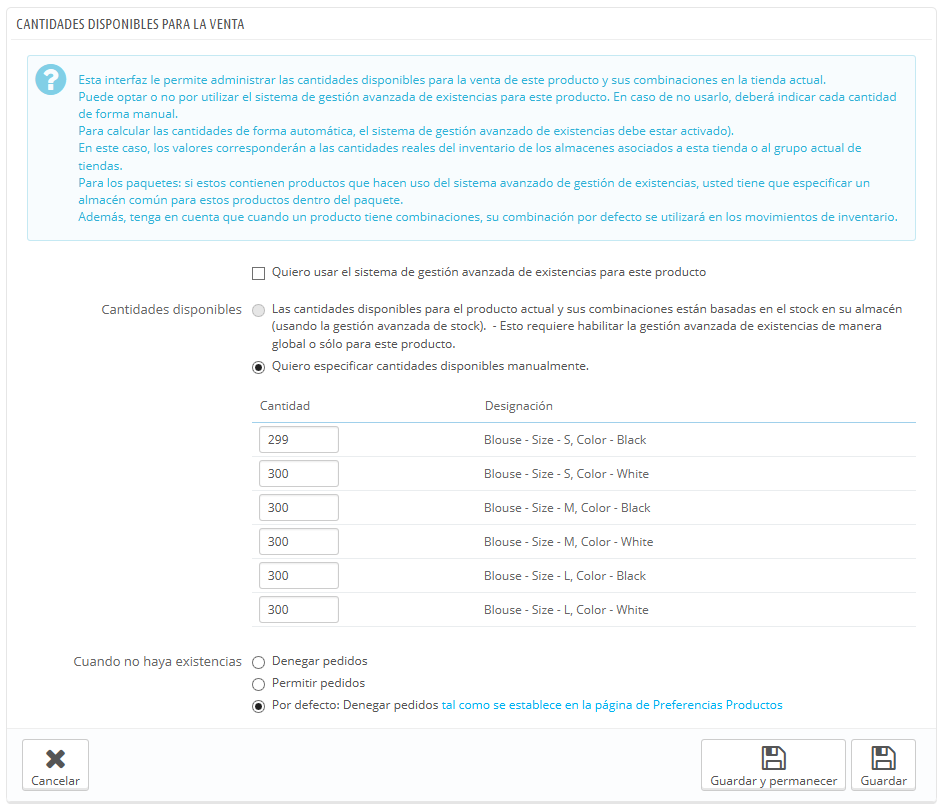 CANTIDADES DISPONIBLES PARA LA VENTA
?
Esta interfaz le permite administrar las cantidades disponibles para la venta de este producto y sus combinaciones en la tienda actual.
Puede optar o no por utilizar el sistema de gestión avanzada de existencias para este producto. En caso de no usarlo, deberá indicar cada cantidad
de forma manual.
Para calcular las cantidades de forma automática, el sistema de gestión avanzado de existencias debe estar activado).
En este caso, los valores corresponderán a las cantidades reales del inventario de los almacenes asociados a esta tienda o al grupo actual de
tiendas.
Para los paquetes: si estos contienen productos que hacen uso del sistema avanzado de gestión de existencias, usted tiene que especificar un
almacén común para estos productos dentro del paquete.
Además, tenga en cuenta que cuando un producto tiene combinaciones, su combinación por defecto se utilizará en los movimientos de inventario.
Quiero usar el sistema de gestión avanzada de existencias para este producto
Cantidades disponibles Las cantidades disponibles para el producto actual y sus combinaciones están basadas en el stock en su almacén
(usando la gestión avanzada de stock). - Esto requiere habilitar la gestión avanzada de existencias de manera
global o sólo para este producto.
Quiero especificar cantidades disponibles manualmente.
Cantidad Designación
299 Blouse - Size - S, Color - Black
300 Blouse - Size - S, Color - White
300 Blouse - Size - M, Color - Black
300 Blouse - Size - M, Color - White
300 Blouse - Size - L, Color - Black
300 Blouse - Size - L, Color - White
Cuando no haya existencias Denegar pedidos
Permitir pedidos
Por defecto: Denegar pedidos tal como se establece en la página de Preferencias Productos
Cancelar Guardar y permanecer Guardar